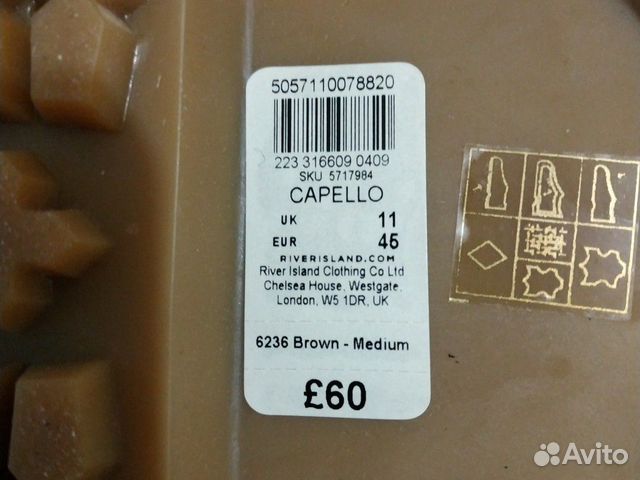 5057110078820
223 316609 0409
SKU 5717984
CAPELLO
UK 11
EUR 45
RIVERISLAND.COM
River Island Clothing Co Ltd
Chelsea House, Westgate,
London, W5 1DR, UK
6236 Brown - Medium
£60
Avito